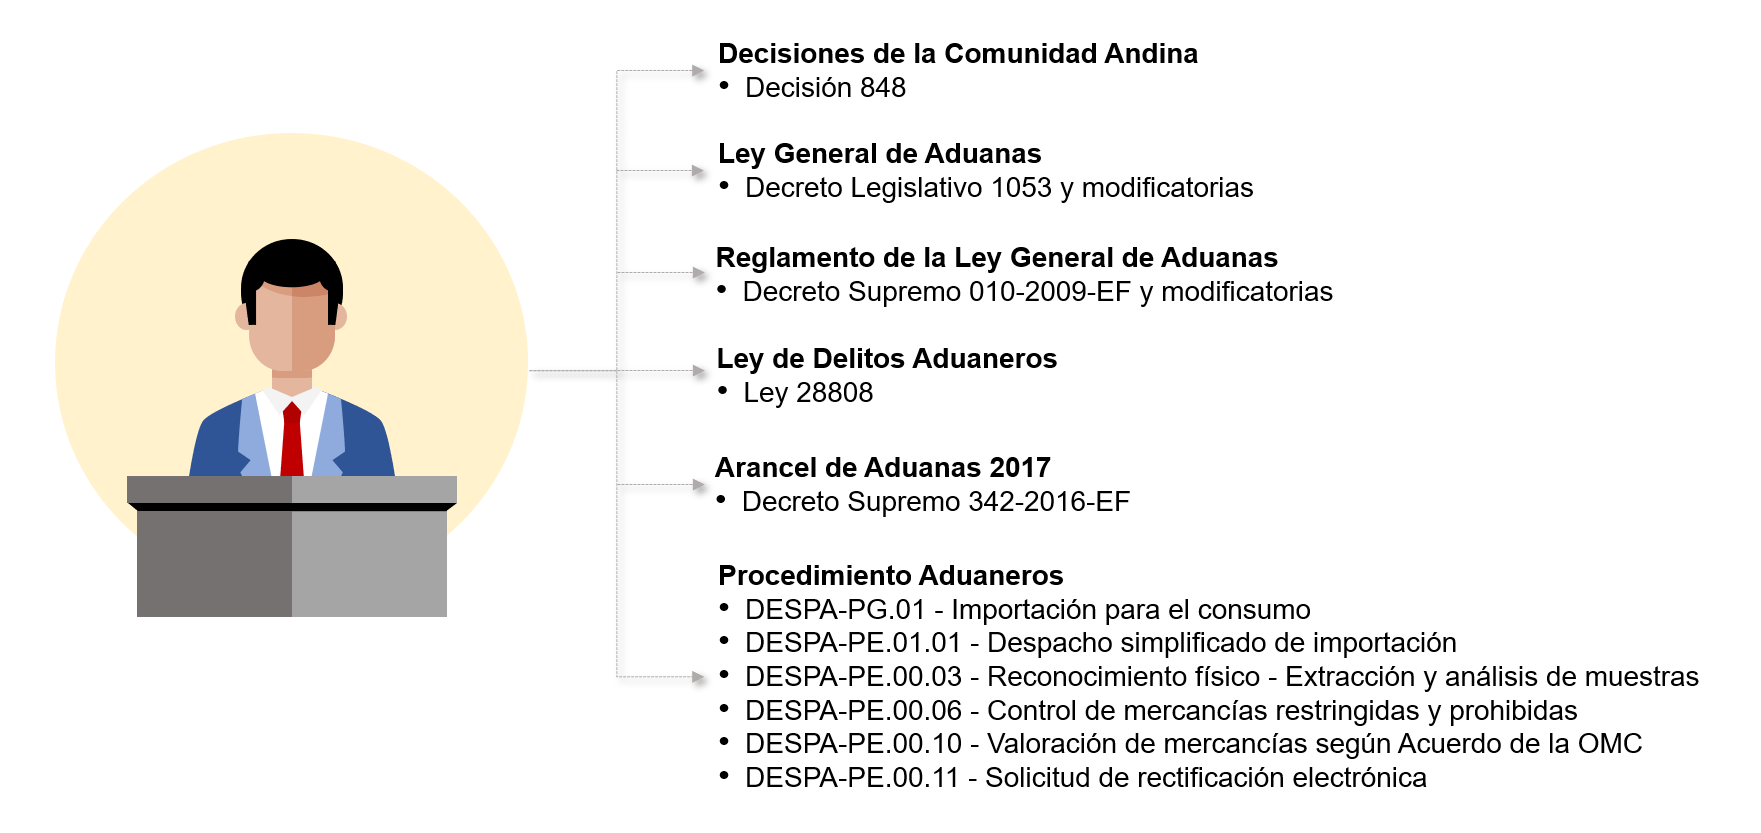 Decisiones de la Comunidad Andina
• Decisión 848
Ley General de Aduanas
• Decreto Legislativo 1053 y modificatorias
Reglamento de la Ley General de Aduanas
• Decreto Supremo 010-2009-EF y modificatorias
Ley de Delitos Aduaneros
• Ley 28808
Arancel de Aduanas 2017
• Decreto Supremo 342-2016-EF
Procedimiento Aduaneros
• DESPA-PG.01 - Importación para el consumo
• DESPA-PE.01.01 - Despacho simplificado de importación
• DESPA-PE.00.03 - Reconocimiento físico - Extracción y análisis de muestras
• DESPA-PE.00.06 - Control de mercancías restringidas y prohibidas
• DESPA-PE.00.10 - Valoración de mercancías según Acuerdo de la OMC
• DESPA-PE.00.11 - Solicitud de rectificación electrónica